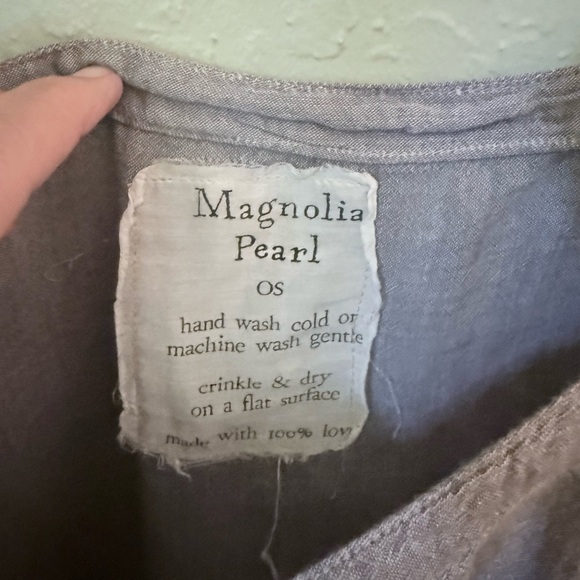 Magnolia
Pearl
OS
hand wash cold or
machine wash gentle
crinkle & dry
on a flat surface
made with 100% love